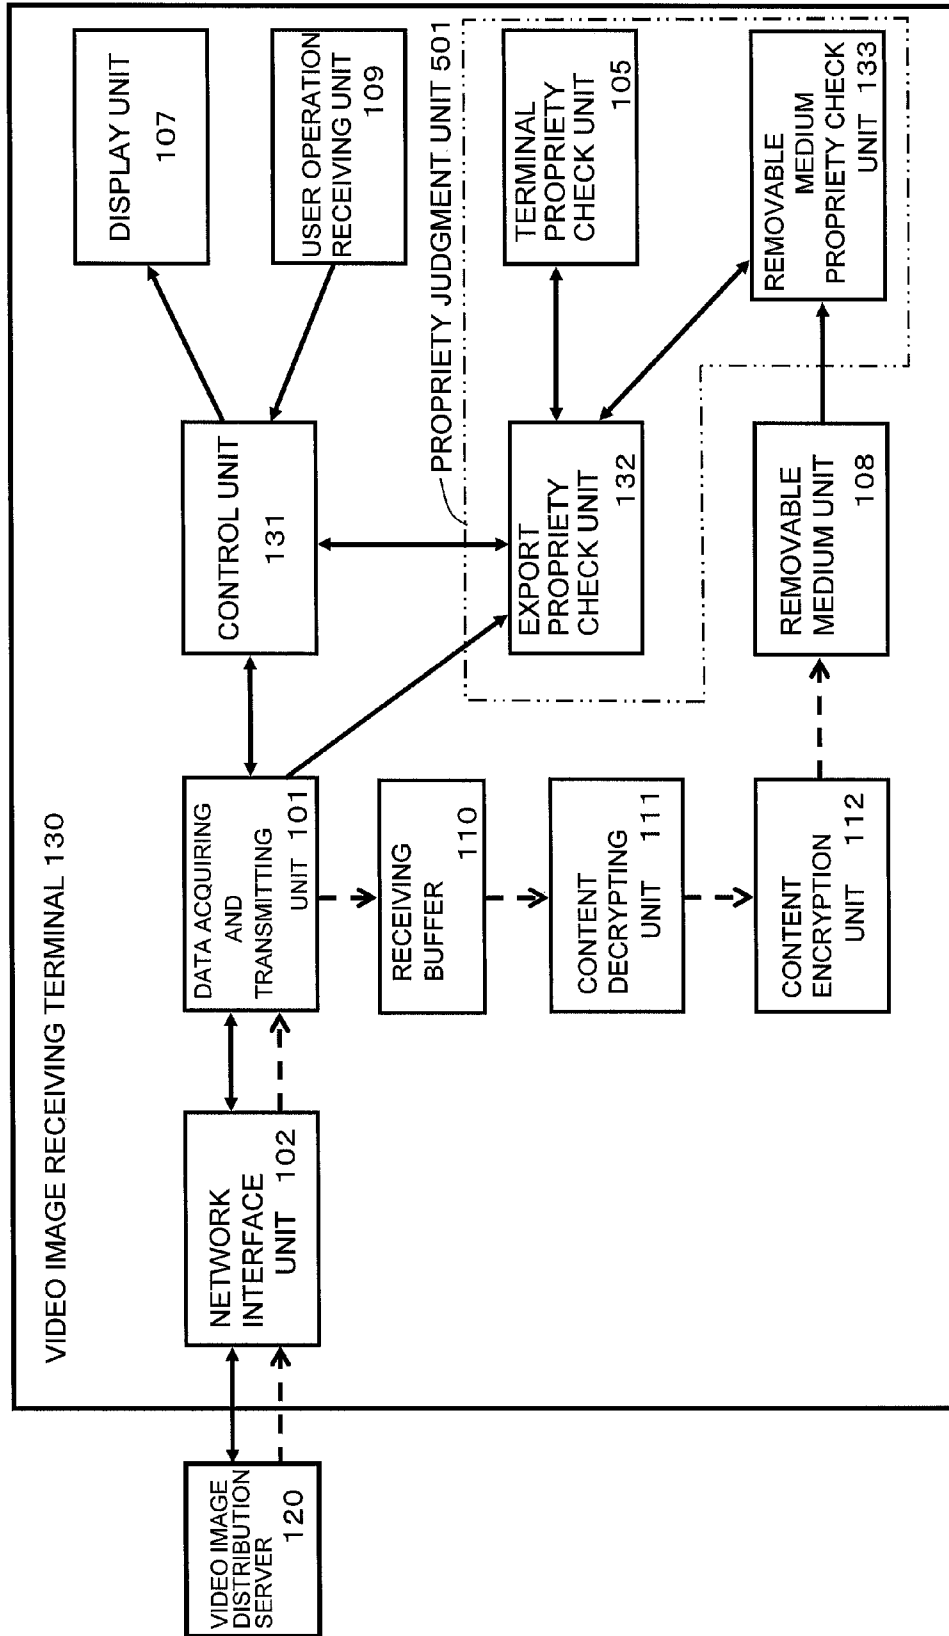 VIDEO IMAGE RECEIVING TERMINAL 130
VIDEO IMAGE
DISTRIBUTION
SERVER
120
NETWORK
INTERFACE
UNIT 102
DATA ACQUIRING
AND
TRANSMITTING
UNIT 101
CONTROL UNIT
131
DISPLAY UNIT
107
USER OPERATION
RECEIVING UNIT
109
PROPRIETY JUDGMENT UNIT 501
RECEIVING
BUFFER
110
EXPORT
PROPRIETY
CHECK UNIT
132
TERMINAL
PROPRIETY
CHECK UNIT
105
CONTENT
DECRYPTING
UNIT 111
CONTENT
ENCRYPTION
UNIT 112
REMOVABLE
MEDIUM UNIT
108
REMOVABLE
MEDIUM
PROPRIETY CHECK
UNIT 133